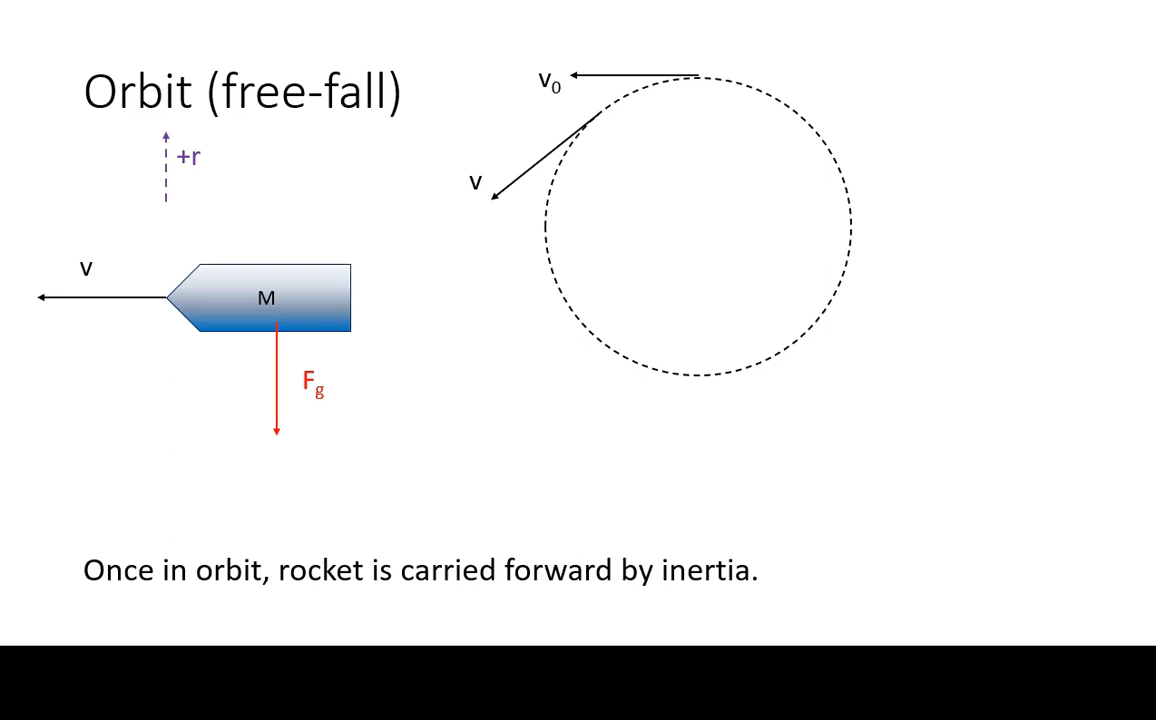 Orbit (free-fall)
v₀
+r
v
v
M
F_g
Once in orbit, rocket is carried forward by inertia.